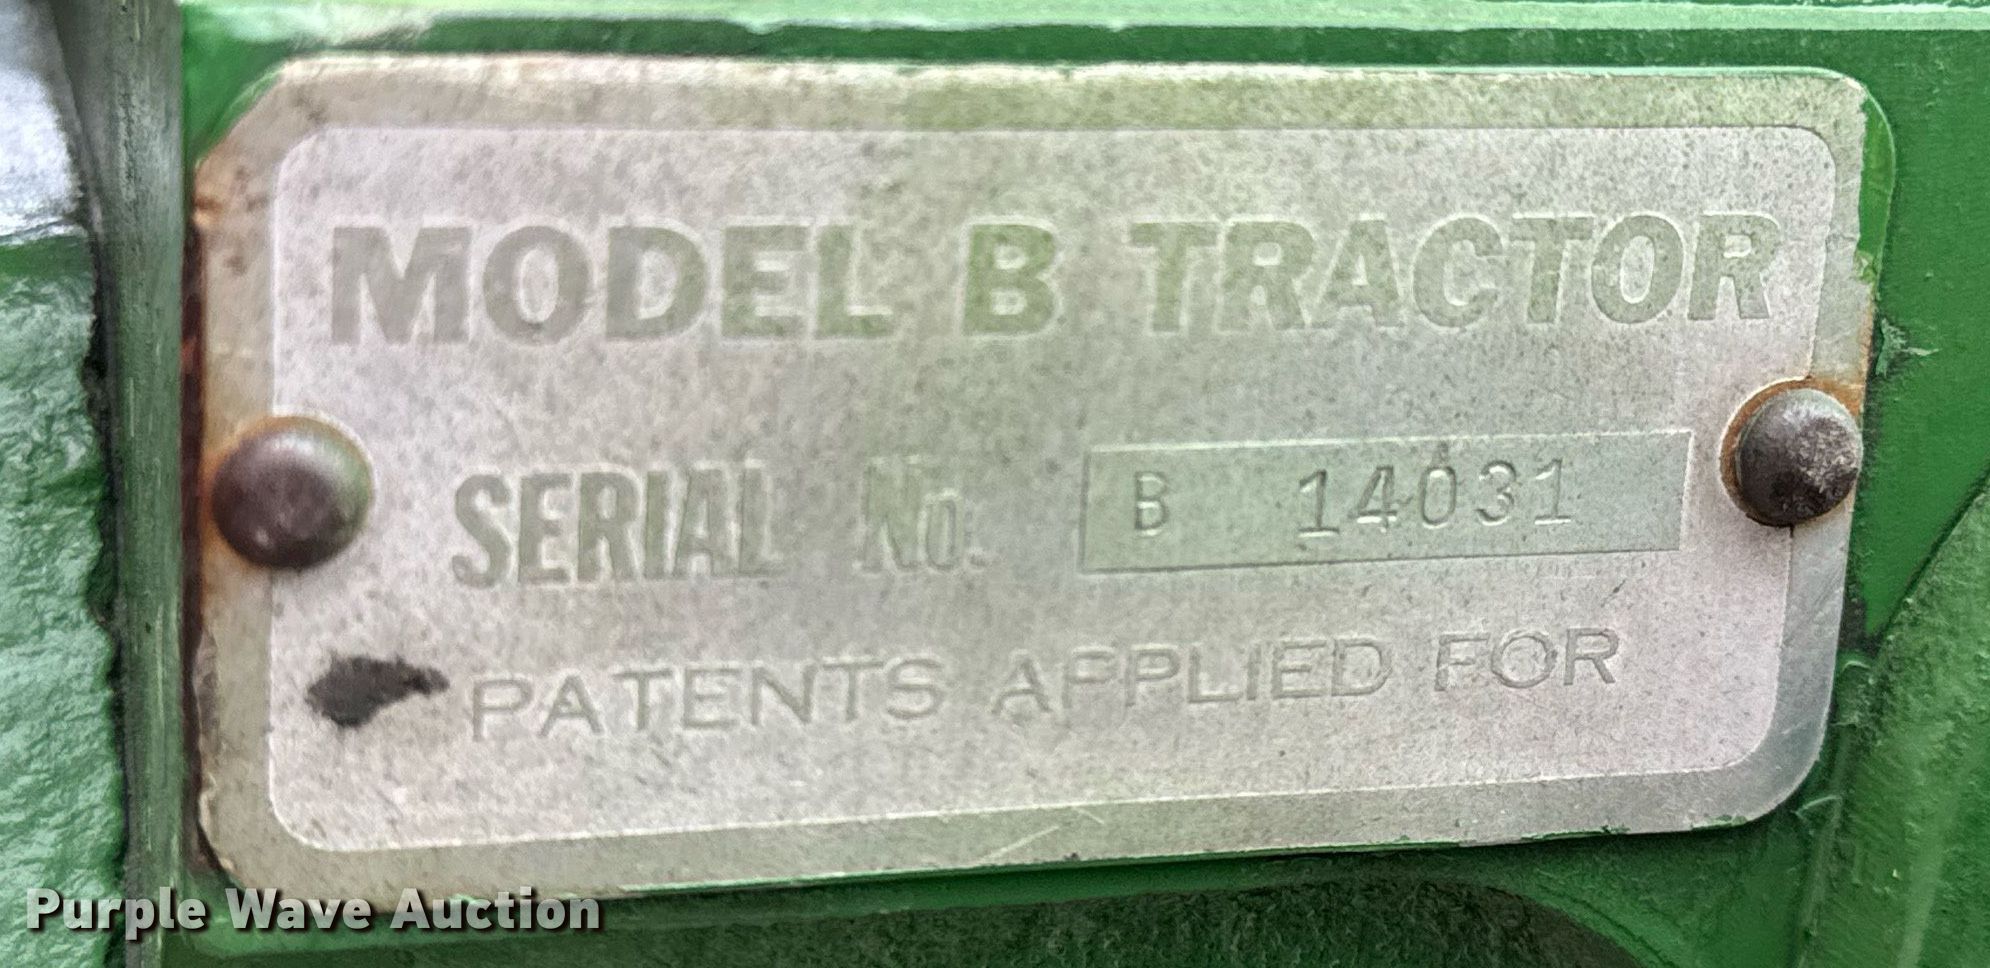 MODEL B TRACTOR
SERIAL No. B 14031
PATENTS APPLIED FOR
Purple Wave Auction